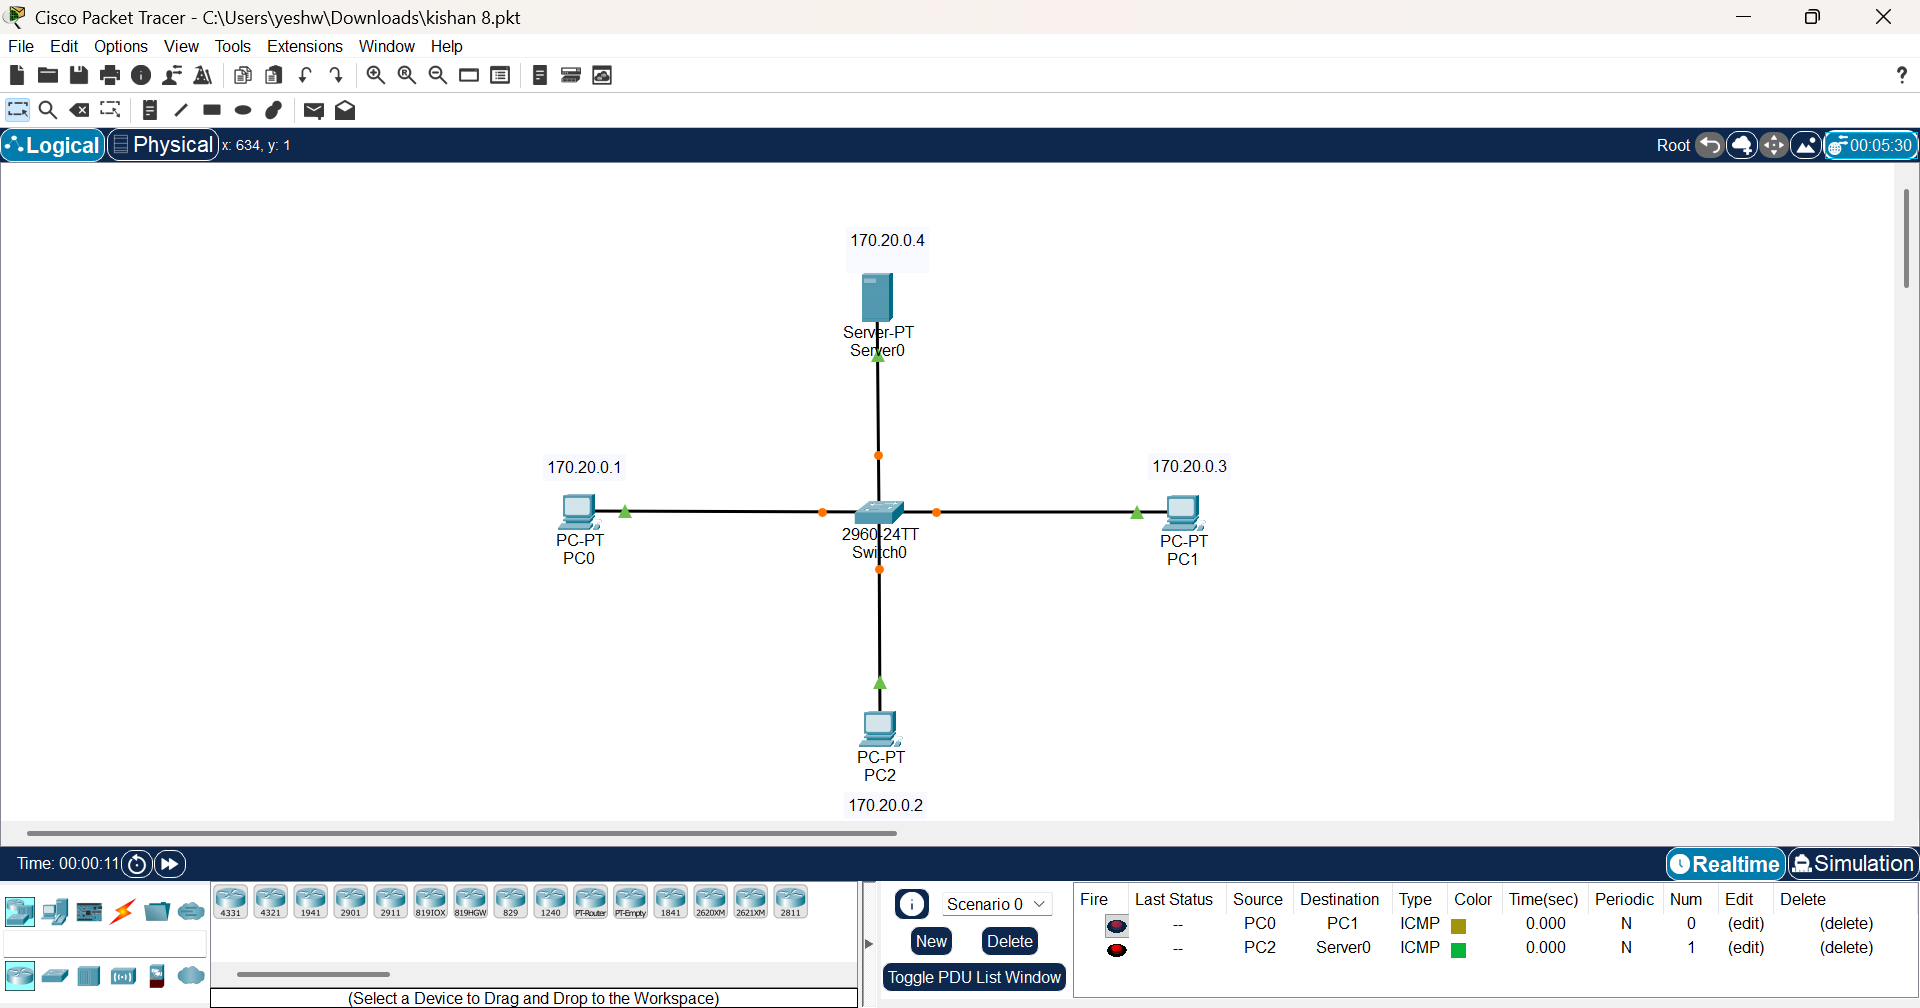 Cisco Packet Tracer - C:\Users\yeshw\Downloads\kishan 8.pkt
File Edit Options View Tools Extensions Window Help
?
Logical Physical x: 634, y: 1 Root 00:05:30
170.20.0.4
Server-PT
Server0
170.20.0.1
170.20.0.3
PC-PT
PC0
2960-24TT
Switch0
PC-PT
PC1
PC-PT
PC2
170.20.0.2
Time: 00:00:11 Realtime Simulation
4331 4321 1941 2901 2911 819IOX 819HGW 829 1240 PT-Router PT-Empty 1841 2620XM 2621XM 2811
(Select a Device to Drag and Drop to the Workspace)
Scenario 0
New Delete
Toggle PDU List Window
Fire Last Status Source Destination Type Color Time(sec) Periodic Num Edit Delete
-- PC0 PC1 ICMP 0.000 N 0 (edit) (delete)
-- PC2 Server0 ICMP 0.000 N 1 (edit) (delete)